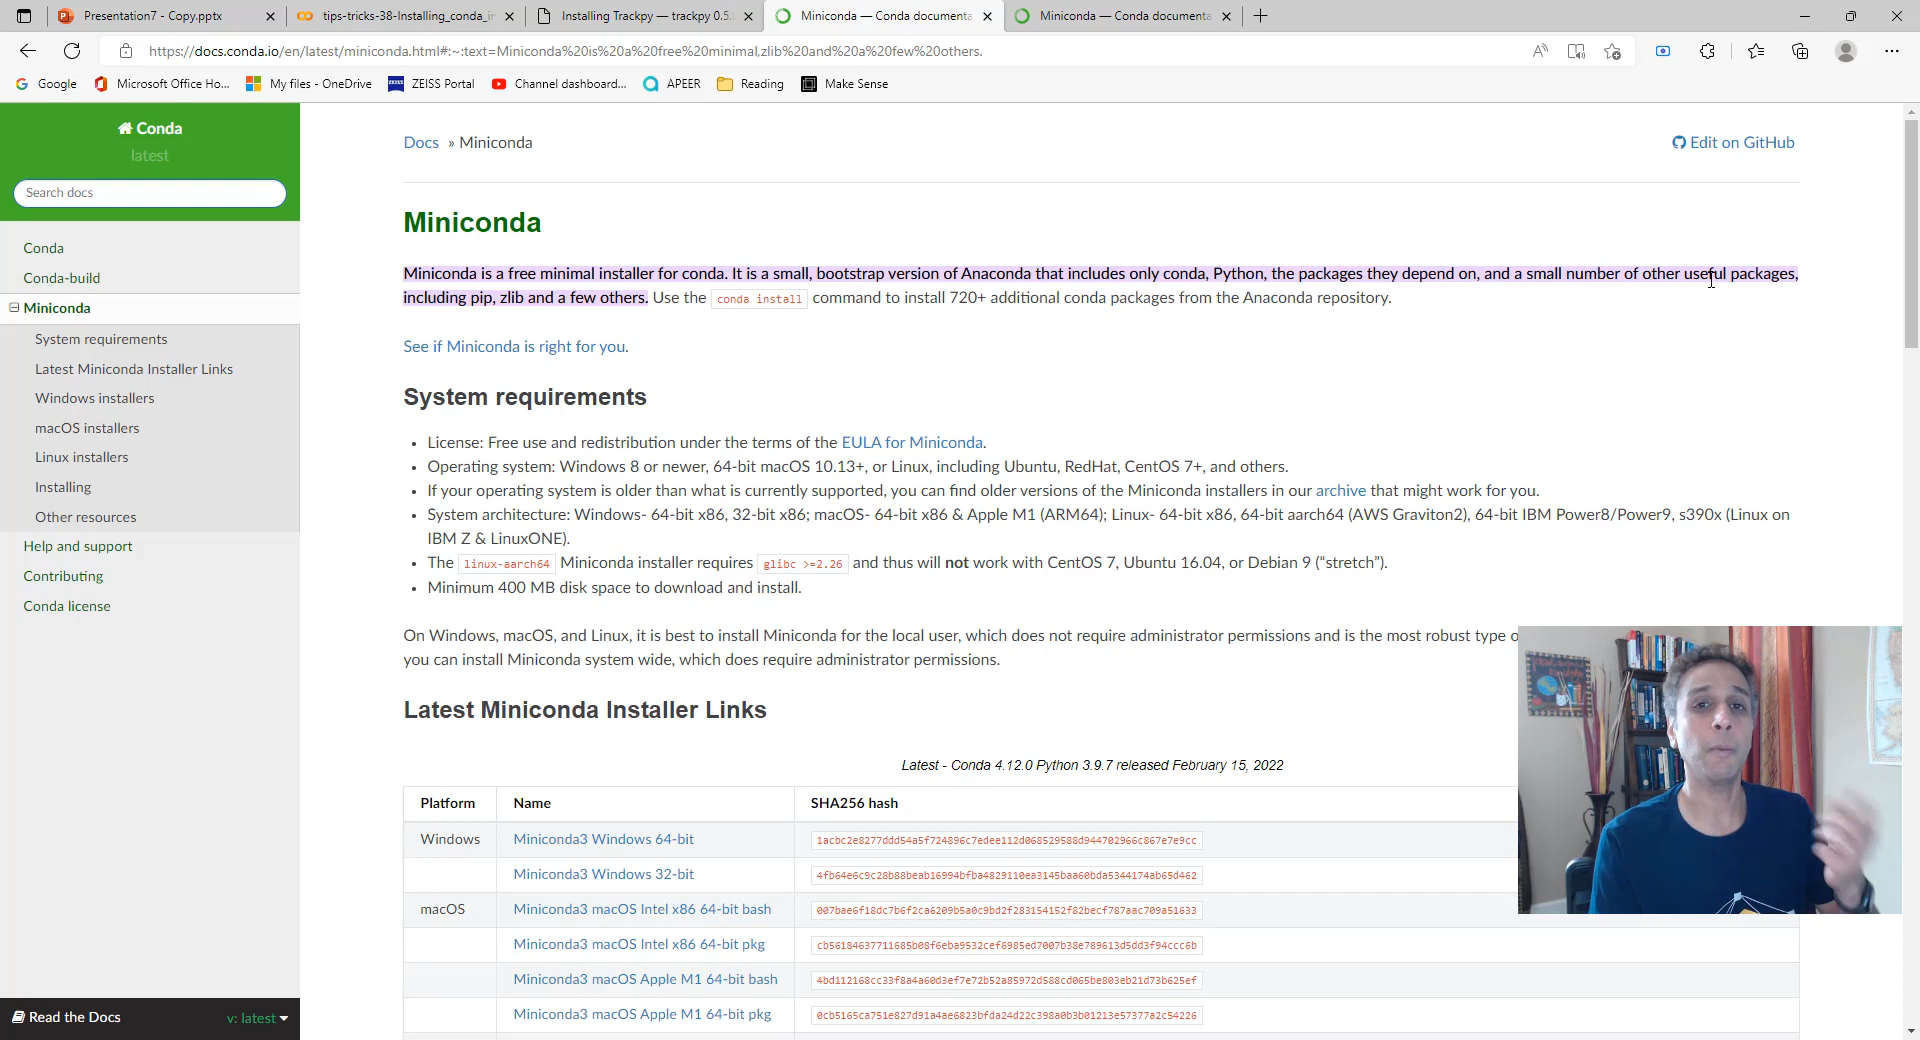 Presentation7 - Copy.pptx
tips-tricks-38-Installing_conda_in
Installing Trackpy — trackpy 0.5.
Miniconda — Conda documenta
Miniconda — Conda documenta
https://docs.conda.io/en/latest/miniconda.html#:~:text=Miniconda%20is%20a%20free%20minimal,zlib%20and%20a%20few%20others.
Google
Microsoft Office Ho...
My files - OneDrive
ZEISS Portal
Channel dashboard...
APEER
Reading
Make Sense
Conda
latest
Search docs
Conda
Conda-build
Miniconda
System requirements
Latest Miniconda Installer Links
Windows installers
macOS installers
Linux installers
Installing
Other resources
Help and support
Contributing
Conda license
Read the Docs
v: latest
Docs » Miniconda
Edit on GitHub
Miniconda
Miniconda is a free minimal installer for conda. It is a small, bootstrap version of Anaconda that includes only conda, Python, the packages they depend on, and a small number of other useful packages,
including pip, zlib and a few others. Use the conda install command to install 720+ additional conda packages from the Anaconda repository.
See if Miniconda is right for you.
System requirements
• License: Free use and redistribution under the terms of the EULA for Miniconda.
• Operating system: Windows 8 or newer, 64-bit macOS 10.13+, or Linux, including Ubuntu, RedHat, CentOS 7+, and others.
• If your operating system is older than what is currently supported, you can find older versions of the Miniconda installers in our archive that might work for you.
• System architecture: Windows- 64-bit x86, 32-bit x86; macOS- 64-bit x86 & Apple M1 (ARM64); Linux- 64-bit x86, 64-bit aarch64 (AWS Graviton2), 64-bit IBM Power8/Power9, s390x (Linux on
IBM Z & LinuxONE).
• The linux-aarch64 Miniconda installer requires glibc >=2.26 and thus will not work with CentOS 7, Ubuntu 16.04, or Debian 9 (“stretch”).
• Minimum 400 MB disk space to download and install.
On Windows, macOS, and Linux, it is best to install Miniconda for the local user, which does not require administrator permissions and is the most robust type o
you can install Miniconda system wide, which does require administrator permissions.
Latest Miniconda Installer Links
Latest - Conda 4.12.0 Python 3.9.7 released February 15, 2022
Platform Name SHA256 hash
Windows Miniconda3 Windows 64-bit 1acbc2e8277ddd54a5f724896c7edee112d068529588d944702966c867e7e9cc
Miniconda3 Windows 32-bit 4fb64e6c9c28b88beab16994bfba4829110ea3145baa60bda5344174ab65d462
macOS Miniconda3 macOS Intel x86 64-bit bash 007bae6f18dc7b6f2ca6209b5a0c9bd2f283154152f82becf787aac709a51633
Miniconda3 macOS Intel x86 64-bit pkg cb56184637711685b08f6eba9532cef6985ed7007b38e789613d5dd3f94ccc6b
Miniconda3 macOS Apple M1 64-bit bash 4bd112168cc33f8a4a60d3ef7e72b52a85972d588cd065be803eb21d73b625ef
Miniconda3 macOS Apple M1 64-bit pkg 0cb5165ca751e827d91a4ae6823bfda24d22c398a0b3b01213e57377a2c54226